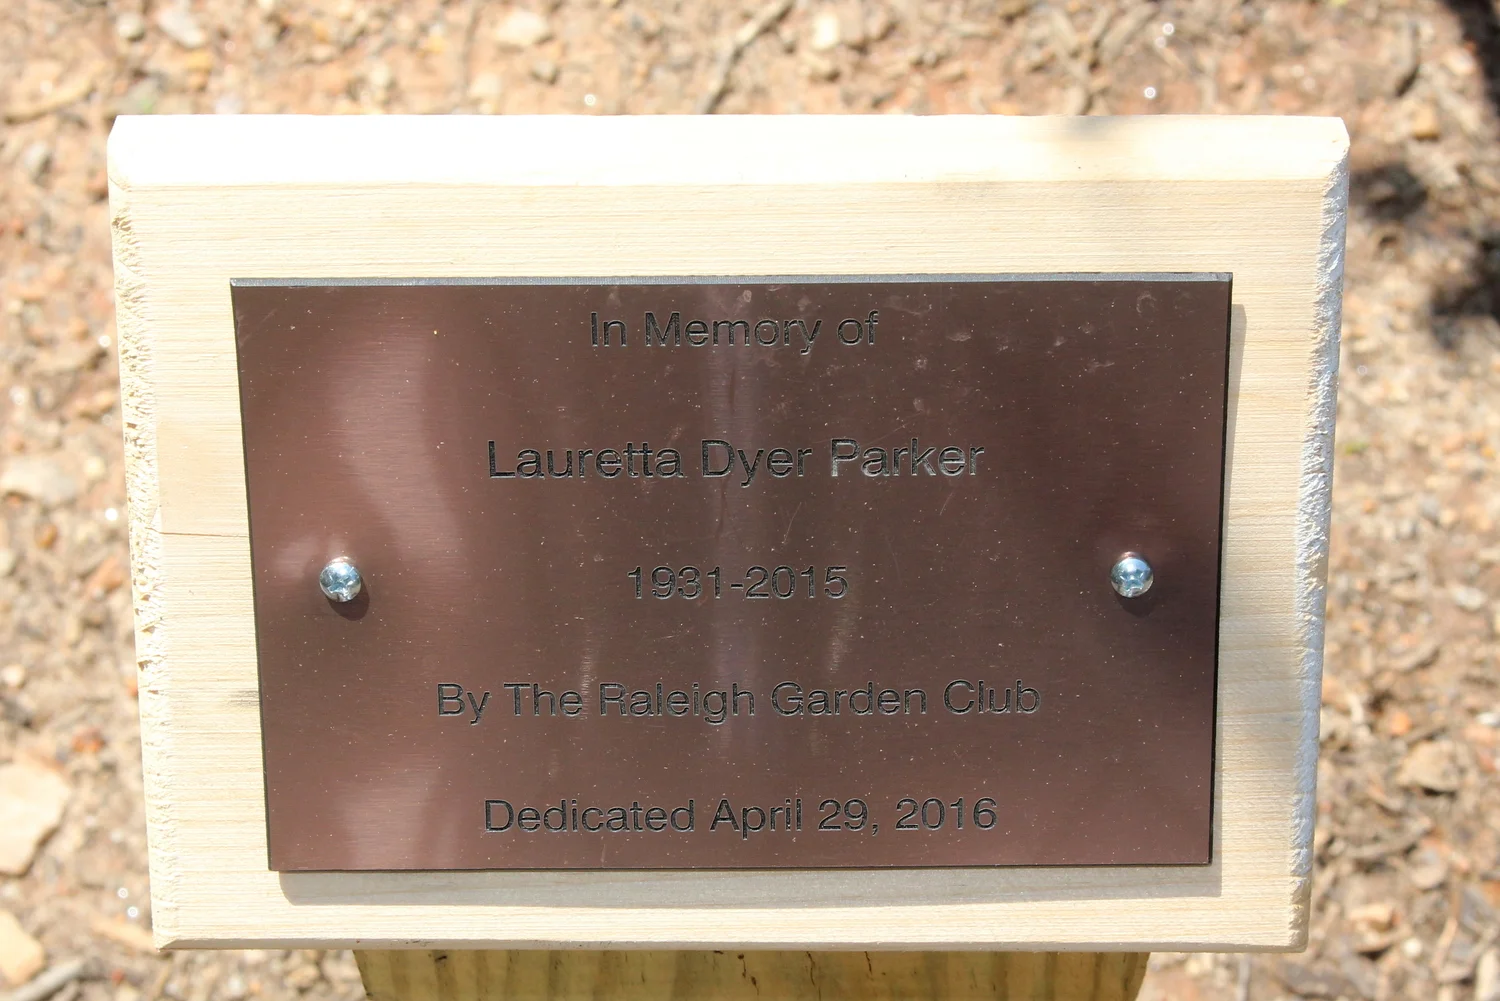 In Memory of
Lauretta Dyer Parker
1931-2015
By The Raleigh Garden Club
Dedicated April 29, 2016